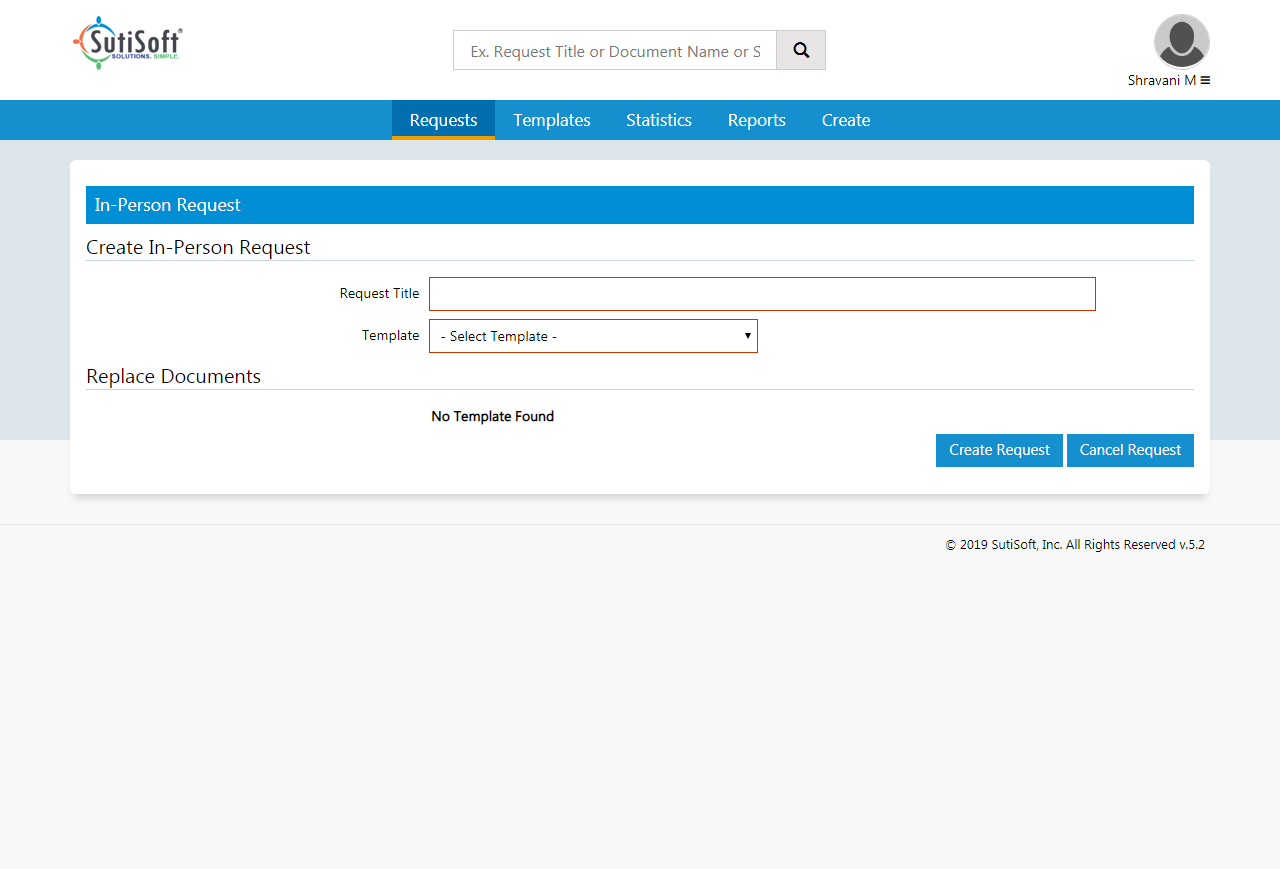 SutiSoft®
SOLUTIONS. SIMPLE.
Ex. Request Title or Document Name or S
Shravani M
Requests Templates Statistics Reports Create
In-Person Request
Create In-Person Request
Request Title
Template - Select Template -
Replace Documents
No Template Found
Create Request Cancel Request
© 2019 SutiSoft, Inc. All Rights Reserved v.5.2